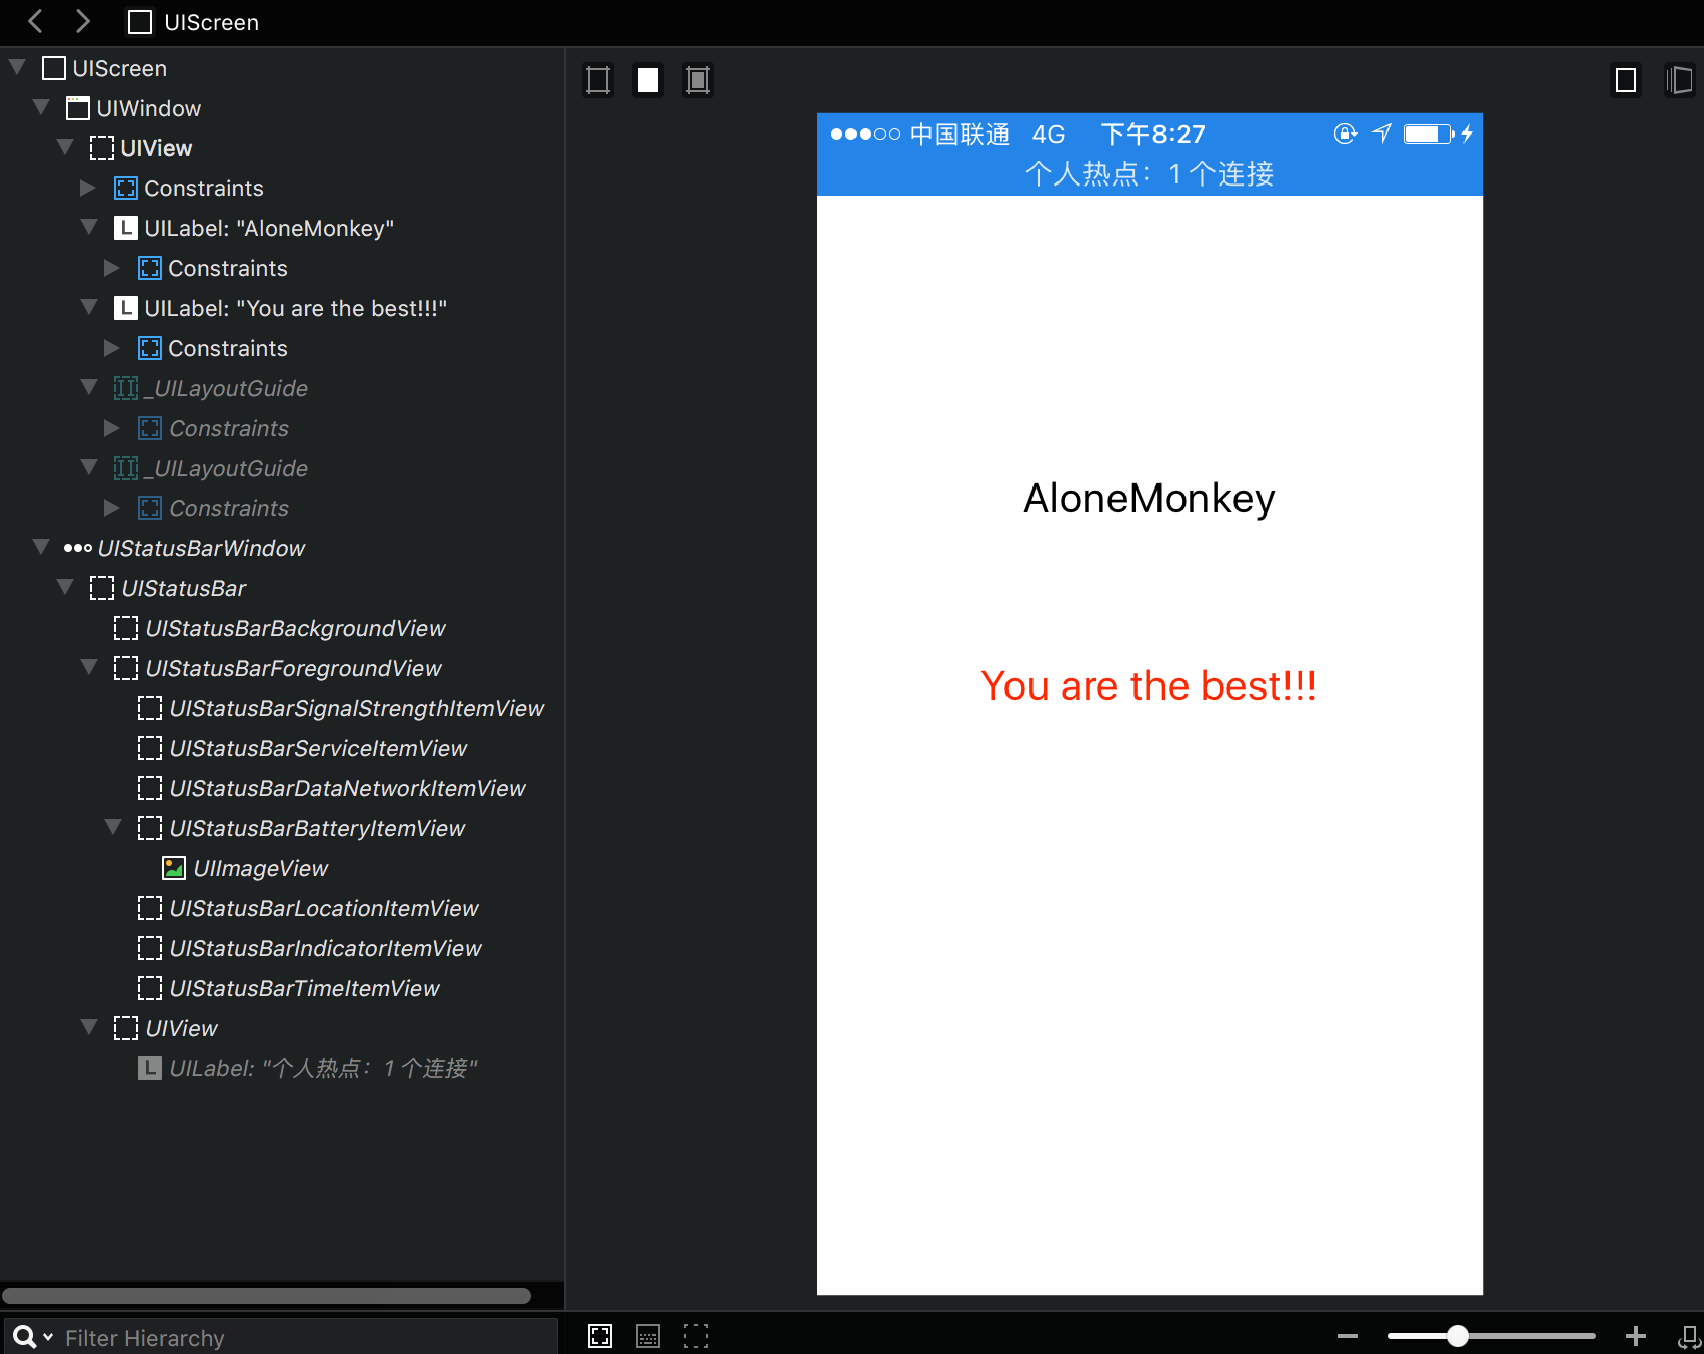 UIScreen
UIScreen
UIWindow
UIView
Constraints
UILabel: "AloneMonkey"
Constraints
UILabel: "You are the best!!!"
Constraints
_UILayoutGuide
Constraints
_UILayoutGuide
Constraints
UIStatusBarWindow
UIStatusBar
UIStatusBarBackgroundView
UIStatusBarForegroundView
UIStatusBarSignalStrengthItemView
UIStatusBarServiceItemView
UIStatusBarDataNetworkItemView
UIStatusBarBatteryItemView
UIImageView
UIStatusBarLocationItemView
UIStatusBarIndicatorItemView
UIStatusBarTimeItemView
UIView
UILabel: "个人热点：1 个连接"
Filter Hierarchy
中国联通 4G 下午8:27
个人热点：1 个连接
AloneMonkey
You are the best!!!